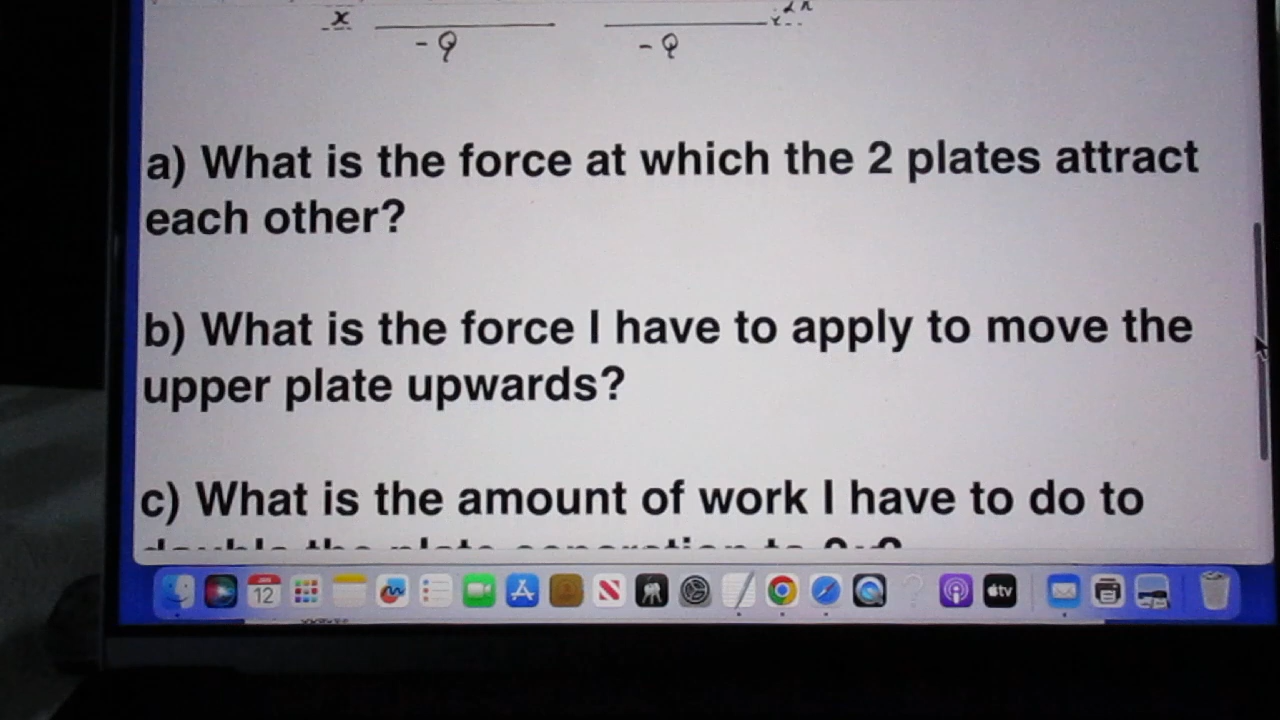 x
-Q -Q
a) What is the force at which the 2 plates attract
each other?
b) What is the force I have to apply to move the
upper plate upwards?
c) What is the amount of work I have to do to
12
tv